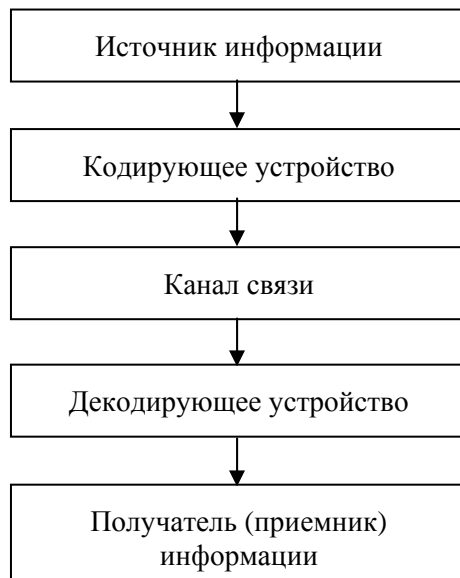 Источник информации
Кодирующее устройство
Канал связи
Декодирующее устройство
Получатель (приемник)
информации